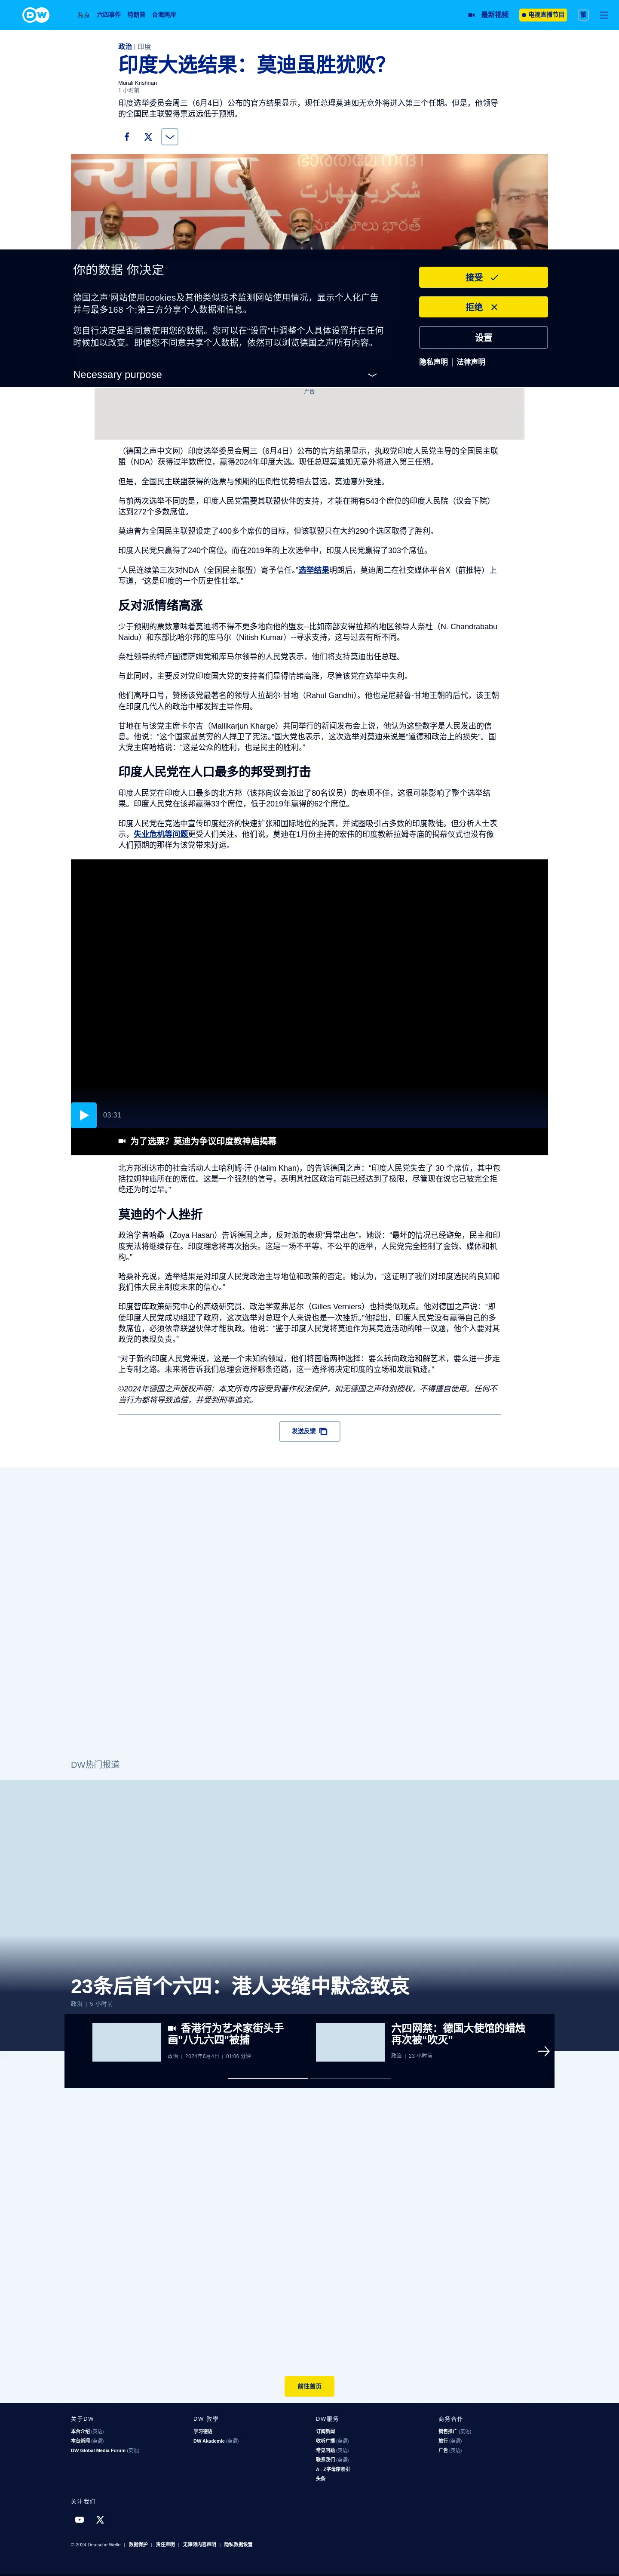 DW
焦点 六四事件 特朗普 台海两岸
最新视频
电视直播节目
繁
政治 | 印度
印度大选结果：莫迪虽胜犹败？
Murali Krishnan
1 小时前
印度选举委员会周三（6月4日）公布的官方结果显示，现任总理莫迪如无意外将进入第三个任期。但是，他领导
的全国民主联盟得票远远低于预期。
你的数据 你决定
德国之声'网站使用cookies及其他类似技术监测网站使用情况，显示个人化广告
并与最多168 个;第三方分享个人数据和信息。
您自行决定是否同意使用您的数据。您可以在“设置”中调整个人具体设置并在任何
时候加以改变。即便您不同意共享个人数据，依然可以浏览德国之声所有内容。
Necessary purpose
接受
拒绝
设置
隐私声明 | 法律声明
广告
（德国之声中文网）印度选举委员会周三（6月4日）公布的官方结果显示，执政党印度人民党主导的全国民主联
盟（NDA）获得过半数席位，赢得2024年印度大选。现任总理莫迪如无意外将进入第三任期。
但是，全国民主联盟获得的选票与预期的压倒性优势相去甚远，莫迪意外受挫。
与前两次选举不同的是，印度人民党需要其联盟伙伴的支持，才能在拥有543个席位的印度人民院（议会下院）
达到272个多数席位。
莫迪曾为全国民主联盟设定了400多个席位的目标，但该联盟只在大约290个选区取得了胜利。
印度人民党只赢得了240个席位。而在2019年的上次选举中，印度人民党赢得了303个席位。
“人民连续第三次对NDA（全国民主联盟）寄予信任。”选举结果明朗后，莫迪周二在社交媒体平台X（前推特）上
写道，“这是印度的一个历史性壮举。”
反对派情绪高涨
少于预期的票数意味着莫迪将不得不更多地向他的盟友--比如南部安得拉邦的地区领导人奈杜（N. Chandrababu
Naidu）和东部比哈尔邦的库马尔（Nitish Kumar）--寻求支持，这与过去有所不同。
奈杜领导的特卢固德萨姆党和库马尔领导的人民党表示，他们将支持莫迪出任总理。
与此同时，主要反对党印度国大党的支持者们显得情绪高涨，尽管该党在选举中失利。
他们高呼口号，赞扬该党最著名的领导人拉胡尔·甘地（Rahul Gandhi）。他也是尼赫鲁-甘地王朝的后代，该王朝
在印度几代人的政治中都发挥主导作用。
甘地在与该党主席卡尔吉（Mallikarjun Kharge）共同举行的新闻发布会上说，他认为这些数字是人民发出的信
息。他说：“这个国家最贫穷的人捍卫了宪法。”国大党也表示，这次选举对莫迪来说是“道德和政治上的损失”。国
大党主席哈格说：“这是公众的胜利，也是民主的胜利。”
印度人民党在人口最多的邦受到打击
印度人民党在印度人口最多的北方邦（该邦向议会派出了80名议员）的表现不佳，这很可能影响了整个选举结
果。印度人民党在该邦赢得33个席位，低于2019年赢得的62个席位。
印度人民党在竞选中宣传印度经济的快速扩张和国际地位的提高，并试图吸引占多数的印度教徒。但分析人士表
示，失业危机等问题更受人们关注。他们说，莫迪在1月份主持的宏伟的印度教新拉姆寺庙的揭幕仪式也没有像
人们预期的那样为该党带来好运。
03:31
为了选票？莫迪为争议印度教神庙揭幕
北方邦班达市的社会活动人士哈利姆·汗 (Halim Khan)，的告诉德国之声：“印度人民党失去了 30 个席位，其中包
括拉姆神庙所在的席位。这是一个强烈的信号，表明其社区政治可能已经达到了极限，尽管现在说它已被完全拒
绝还为时过早。”
莫迪的个人挫折
政治学者哈桑（Zoya Hasan）告诉德国之声，反对派的表现“异常出色”。她说：“最坏的情况已经避免，民主和印
度宪法将继续存在。印度理念将再次抬头。这是一场不平等、不公平的选举，人民党完全控制了金钱、媒体和机
构。”
哈桑补充说，选举结果是对印度人民党政治主导地位和政策的否定。她认为，“这证明了我们对印度选民的良知和
我们伟大民主制度未来的信心。”
印度智库政策研究中心的高级研究员、政治学家弗尼尔（Gilles Verniers）也持类似观点。他对德国之声说：“即
使印度人民党成功组建了政府，这次选举对总理个人来说也是一次挫折。”他指出，印度人民党没有赢得自己的多
数席位，必须依靠联盟伙伴才能执政。他说：“鉴于印度人民党将莫迪作为其竞选活动的唯一议题，他个人要对其
政党的表现负责。”
“对于新的印度人民党来说，这是一个未知的领域，他们将面临两种选择：要么转向政治和解艺术，要么进一步走
上专制之路。未来将告诉我们总理会选择哪条道路，这一选择将决定印度的立场和发展轨迹。”
©2024年德国之声版权声明：本文所有内容受到著作权法保护，如无德国之声特别授权，不得擅自使用。任何不
当行为都将导致追偿，并受到刑事追究。
发送反馈
DW热门报道
23条后首个六四：港人夹缝中默念致哀
政治 | 5 小时前
香港行为艺术家街头手
画"八九六四"被捕
政治 | 2024年6月4日 | 01:06 分钟
六四网禁：德国大使馆的蜡烛
再次被“吹灭”
政治 | 23 小时前
前往首页
关于DW
本台介绍 (英语)
本台新闻 (英语)
DW Global Media Forum (英语)
DW 教學
学习德语
DW Akademie (英语)
DW服务
订阅新闻
收听广播 (英语)
常见问题 (英语)
联系我们 (英语)
A - Z字母序索引
头条
商务合作
销售推广 (英语)
旅行 (英语)
广告 (英语)
关注我们
© 2024 Deutsche Welle | 数据保护 | 责任声明 | 无障碍内容声明 | 隐私数据设置